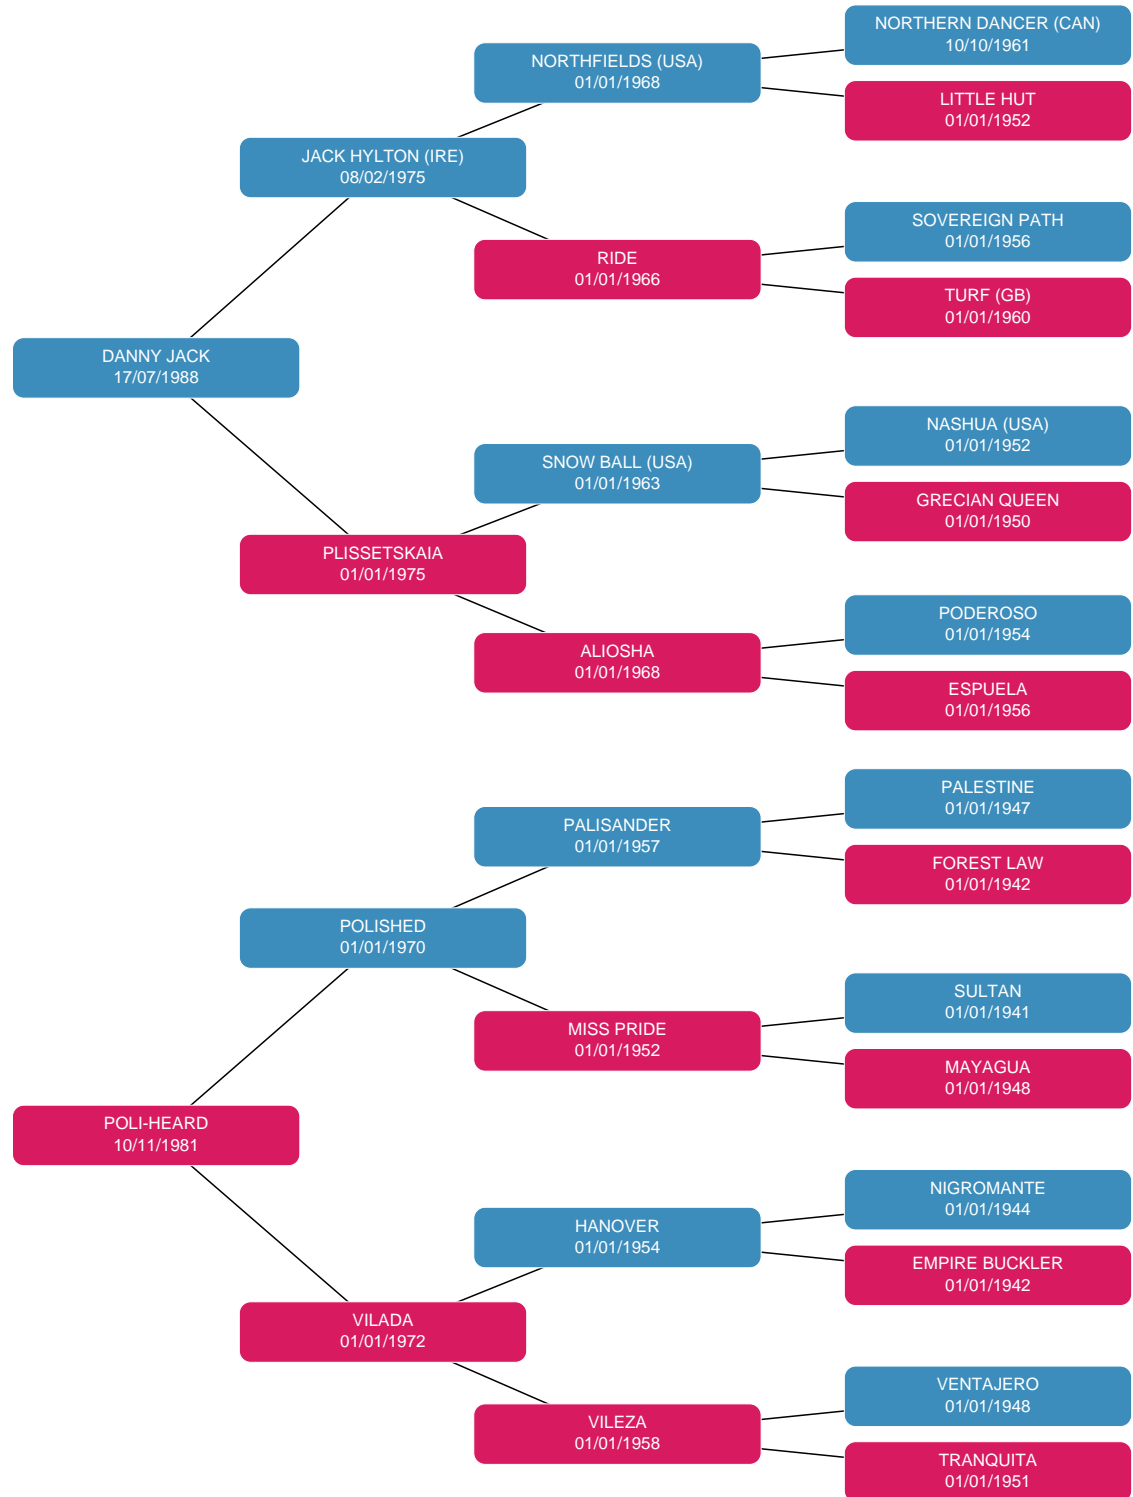 NORTHERN DANCER (CAN)
10/10/1961
NORTHFIELDS (USA)
01/01/1968
LITTLE HUT
01/01/1952
JACK HYLTON (IRE)
08/02/1975
SOVEREIGN PATH
01/01/1956
RIDE
01/01/1966
TURF (GB)
01/01/1960
DANNY JACK
17/07/1988
NASHUA (USA)
01/01/1952
SNOW BALL (USA)
01/01/1963
GRECIAN QUEEN
01/01/1950
PLISSETSKAIA
01/01/1975
PODEROSO
01/01/1954
ALIOSHA
01/01/1968
ESPUELA
01/01/1956
PALESTINE
01/01/1947
PALISANDER
01/01/1957
FOREST LAW
01/01/1942
POLISHED
01/01/1970
SULTAN
01/01/1941
MISS PRIDE
01/01/1952
MAYAGUA
01/01/1948
POLI-HEARD
10/11/1981
NIGROMANTE
01/01/1944
HANOVER
01/01/1954
EMPIRE BUCKLER
01/01/1942
VILADA
01/01/1972
VENTAJERO
01/01/1948
VILEZA
01/01/1958
TRANQUITA
01/01/1951